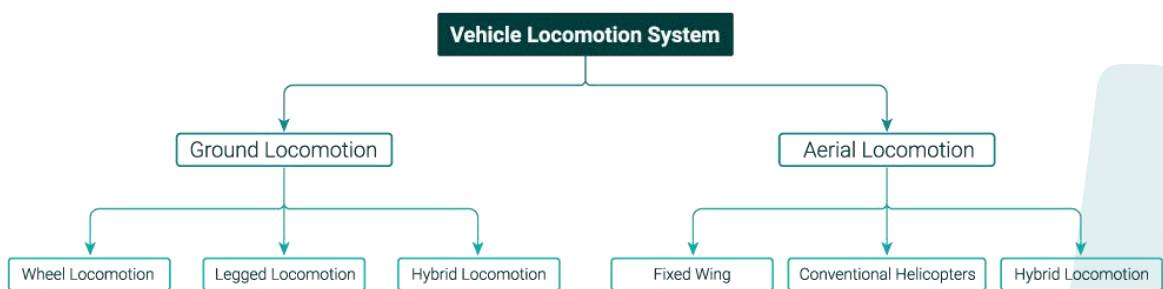 Vehicle Locomotion System
Ground Locomotion
Aerial Locomotion
Wheel Locomotion
Legged Locomotion
Hybrid Locomotion
Fixed Wing
Conventional Helicopters
Hybrid Locomotion